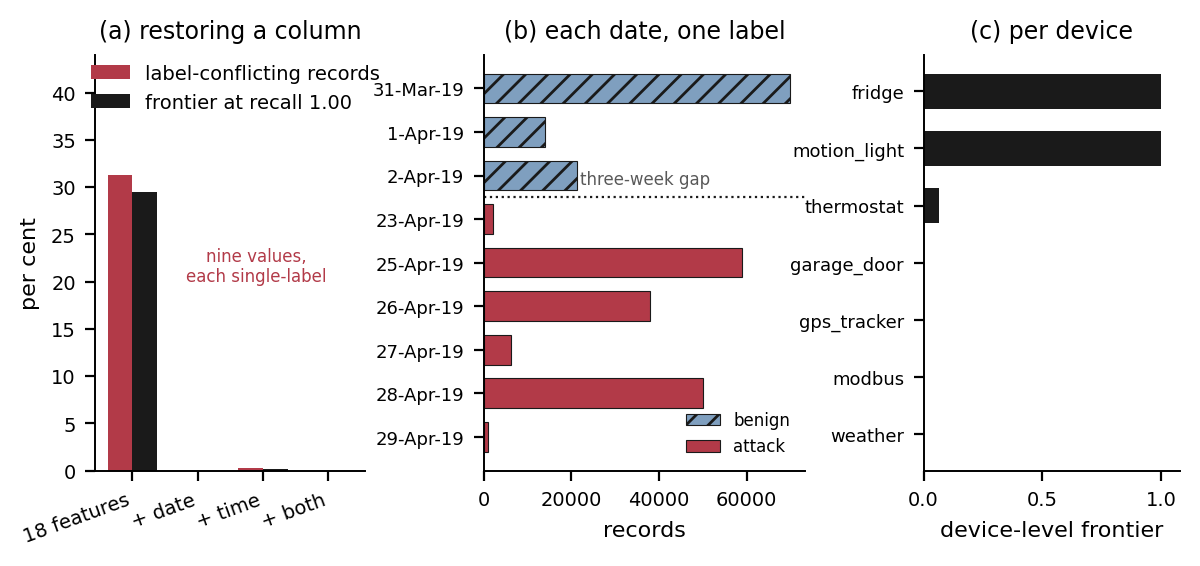 (a) restoring a column
label-conflicting records
frontier at recall 1.00
per cent
40
35
30
25
20
15
10
5
0
nine values,
each single-label
18 features
+ date
+ time
+ both
(b) each date, one label
31-Mar-19
1-Apr-19
2-Apr-19
three-week gap
23-Apr-19
25-Apr-19
26-Apr-19
27-Apr-19
28-Apr-19
29-Apr-19
benign
attack
0
20000
40000
60000
records
(c) per device
fridge
motion_light
thermostat
garage_door
gps_tracker
modbus
weather
0.0
0.5
1.0
device-level frontier